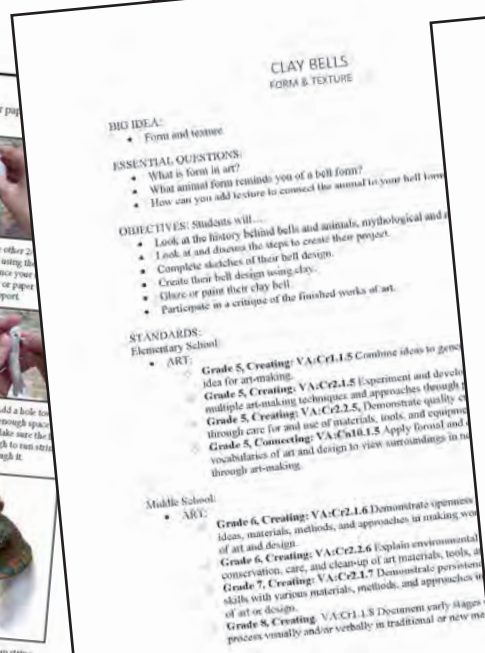 CLAY BELLS
FORM & TEXTURE
BIG IDEA:
• Form and texture
ESSENTIAL QUESTIONS:
• What is form in art?
• What animal form reminds you of a bell form?
• How can you add texture to connect the animal to your bell form
OBJECTIVES: Students will…
• Look at the history behind bells and animals, mythological and
• Look at and discuss the steps to create their project.
• Complete sketches of their bell design.
• Create their bell design using clay.
• Glaze or paint their clay bell.
• Participate in a critique of the finished works of art.
STANDARDS:
Elementary School:
• ART:
Grade 5, Creating: VA:Cr1.1.5 Combine ideas to
idea for art-making.
Grade 5, Creating: VA:Cr2.1.5 Experiment and
multiple art-making techniques and approaches through
Grade 5, Creating: VA:Cr2.2.5, Demonstrate quality
through care for and use of materials, tools, and
Grade 5, Connecting: VA:Cn10.1.5 Apply formal and
vocabularies of art and design to view surroundings in
through art-making.
Middle School:
• ART:
Grade 6, Creating: VA:Cr2.1.6 Demonstrate openness
ideas, materials, methods, and approaches in making
of art and design.
Grade 6, Creating: VA:Cr2.2.6 Explain environmental
conservation, care, and clean-up of art materials, tools,
Grade 7, Creating: VA:Cr2.1.7 Demonstrate
skills with various materials, methods, and approaches in
of art or design.
Grade 8, Creating: VA:Cr1.1.8 Document early stages
process visually and/or verbally in traditional or new
other
using the
or paper
add a hole
enough space